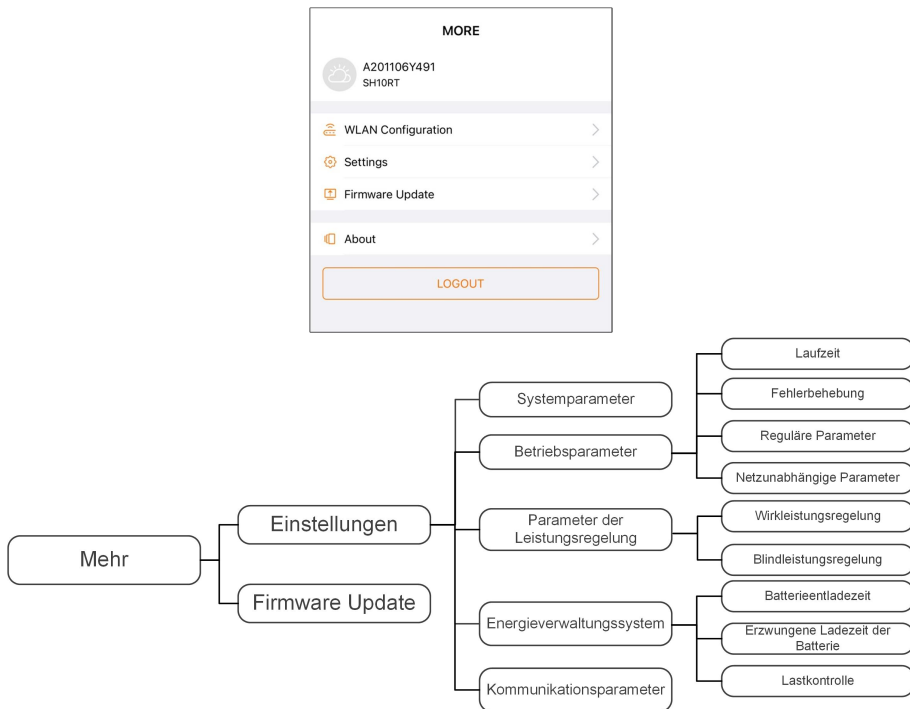 MORE
A201106Y491
SH10RT
WLAN Configuration
Settings
Firmware Update
About
LOGOUT
Mehr
Einstellungen
Firmware Update
Systemparameter
Betriebsparameter
Parameter der
Leistungsregelung
Energieverwaltungssystem
Kommunikationsparameter
Laufzeit
Fehlerbehebung
Reguläre Parameter
Netzunabhängige Parameter
Wirkleistungsregelung
Blindleistungsregelung
Batterieentladezeit
Erzwungene Ladezeit der
Batterie
Lastkontrolle